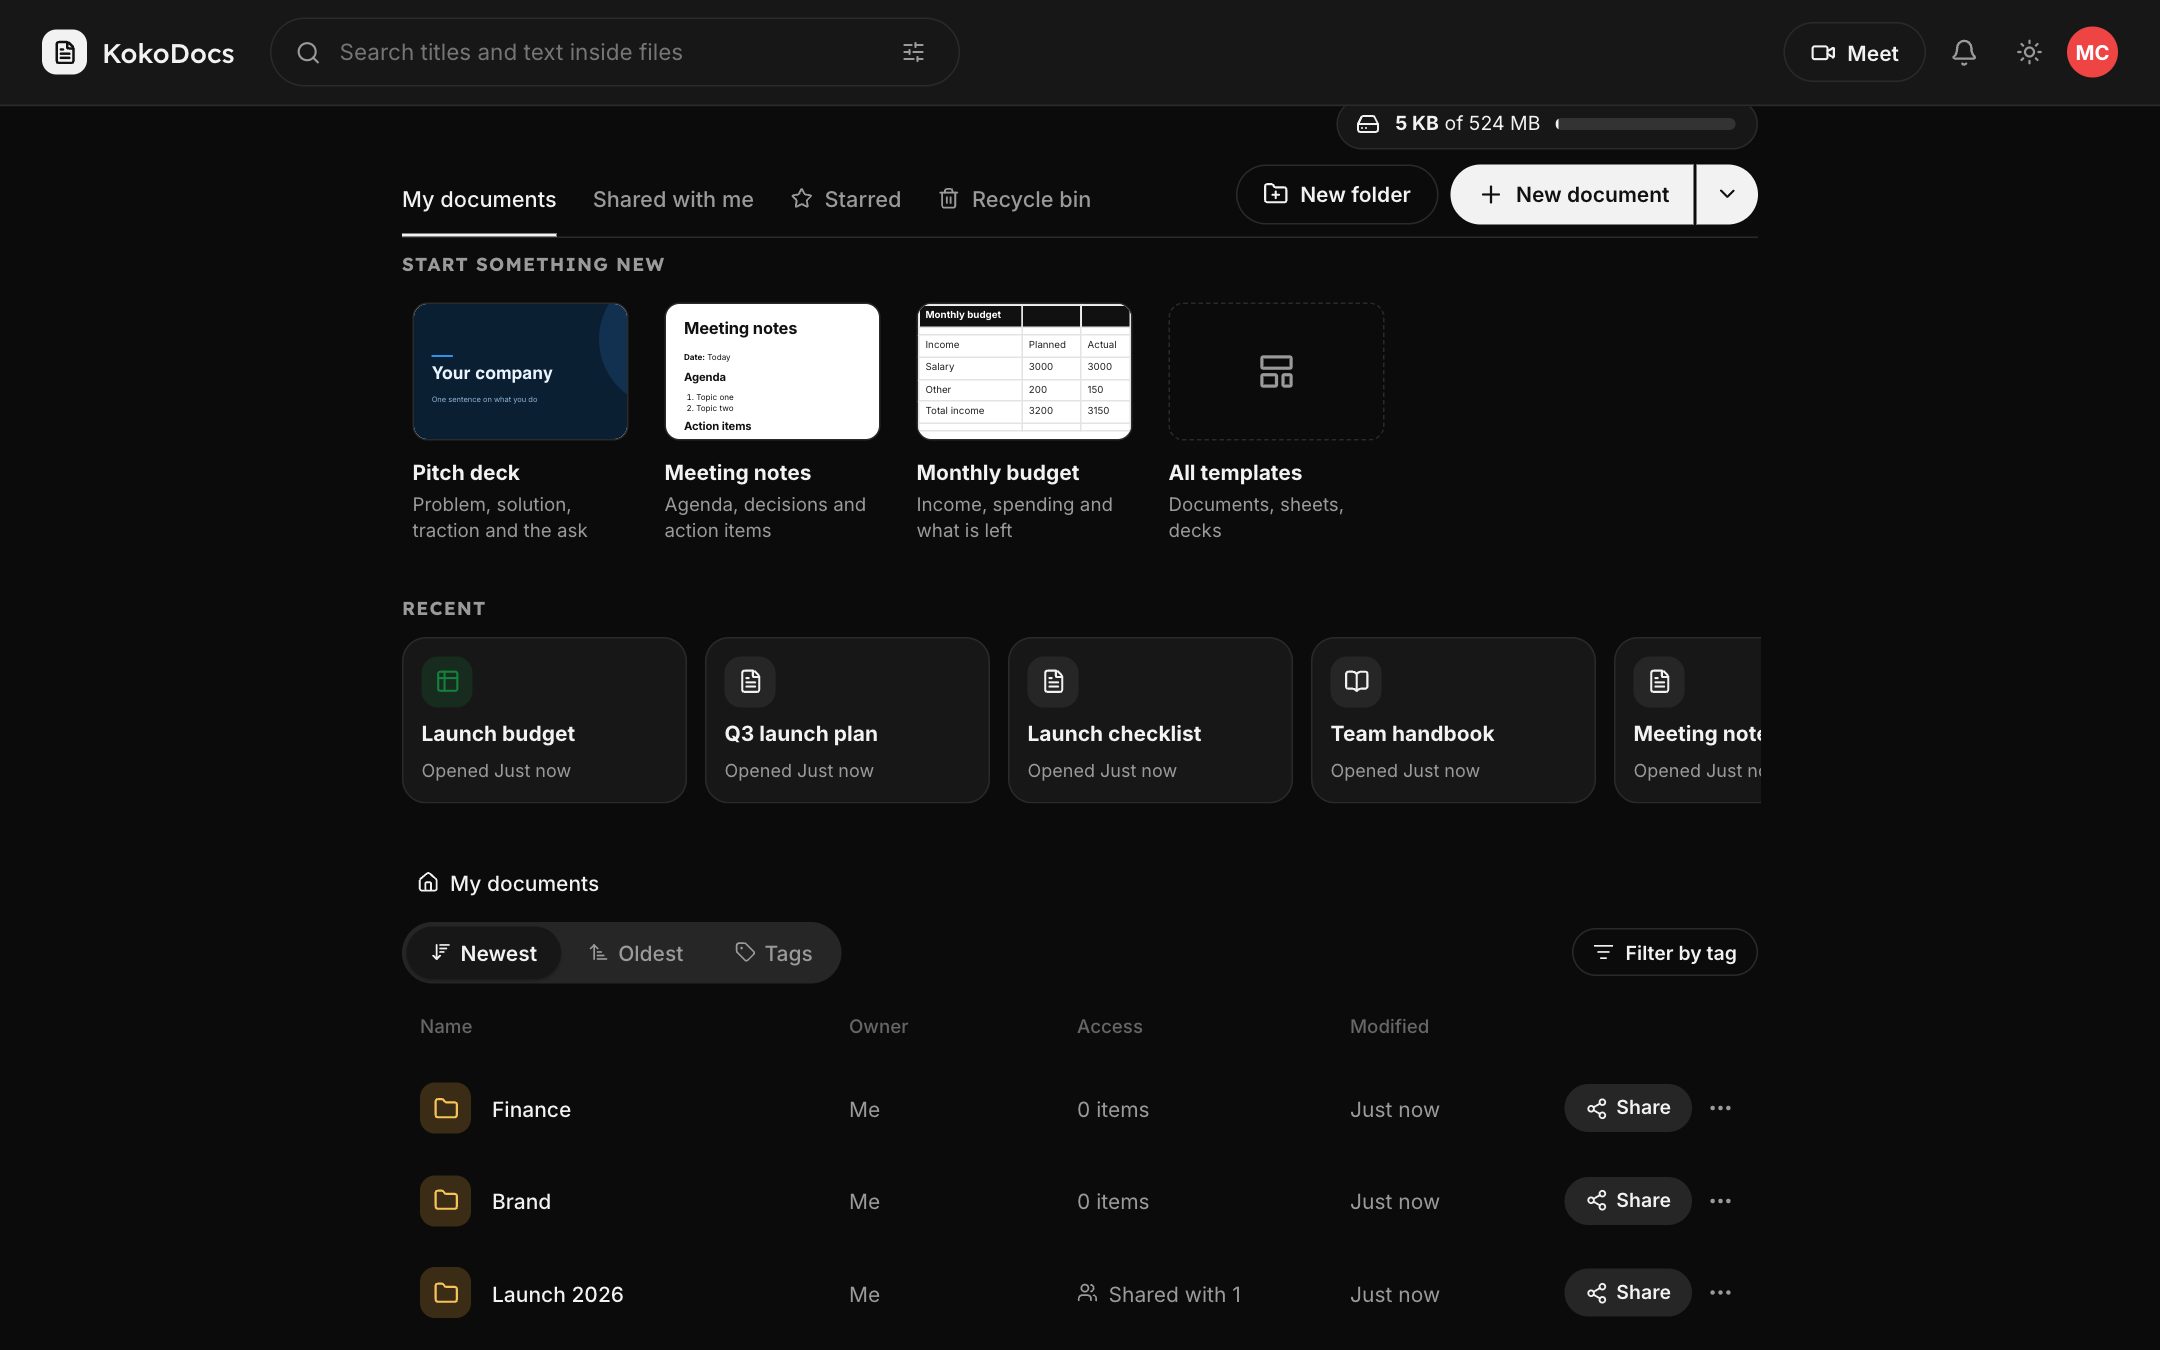 KokoDocs
Search titles and text inside files
Meet
MC
5 KB of 524 MB
My documents
Shared with me
Starred
Recycle bin
New folder
New document
START SOMETHING NEW
Your company
One sentence on what you do
Pitch deck
Problem, solution,
traction and the ask
Meeting notes
Date: Today
Agenda
1. Topic one
2. Topic two
Action items
Meeting notes
Agenda, decisions and
action items
Monthly budget
Income Planned Actual
Salary 3000 3000
Other 200 150
Total income 3200 3150
Monthly budget
Income, spending and
what is left
All templates
Documents, sheets,
decks
RECENT
Launch budget
Opened Just now
Q3 launch plan
Opened Just now
Launch checklist
Opened Just now
Team handbook
Opened Just now
Meeting note
Opened Just
My documents
Newest
Oldest
Tags
Filter by tag
Name Owner Access Modified
Finance Me 0 items Just now Share
Brand Me 0 items Just now Share
Launch 2026 Me Shared with 1 Just now Share